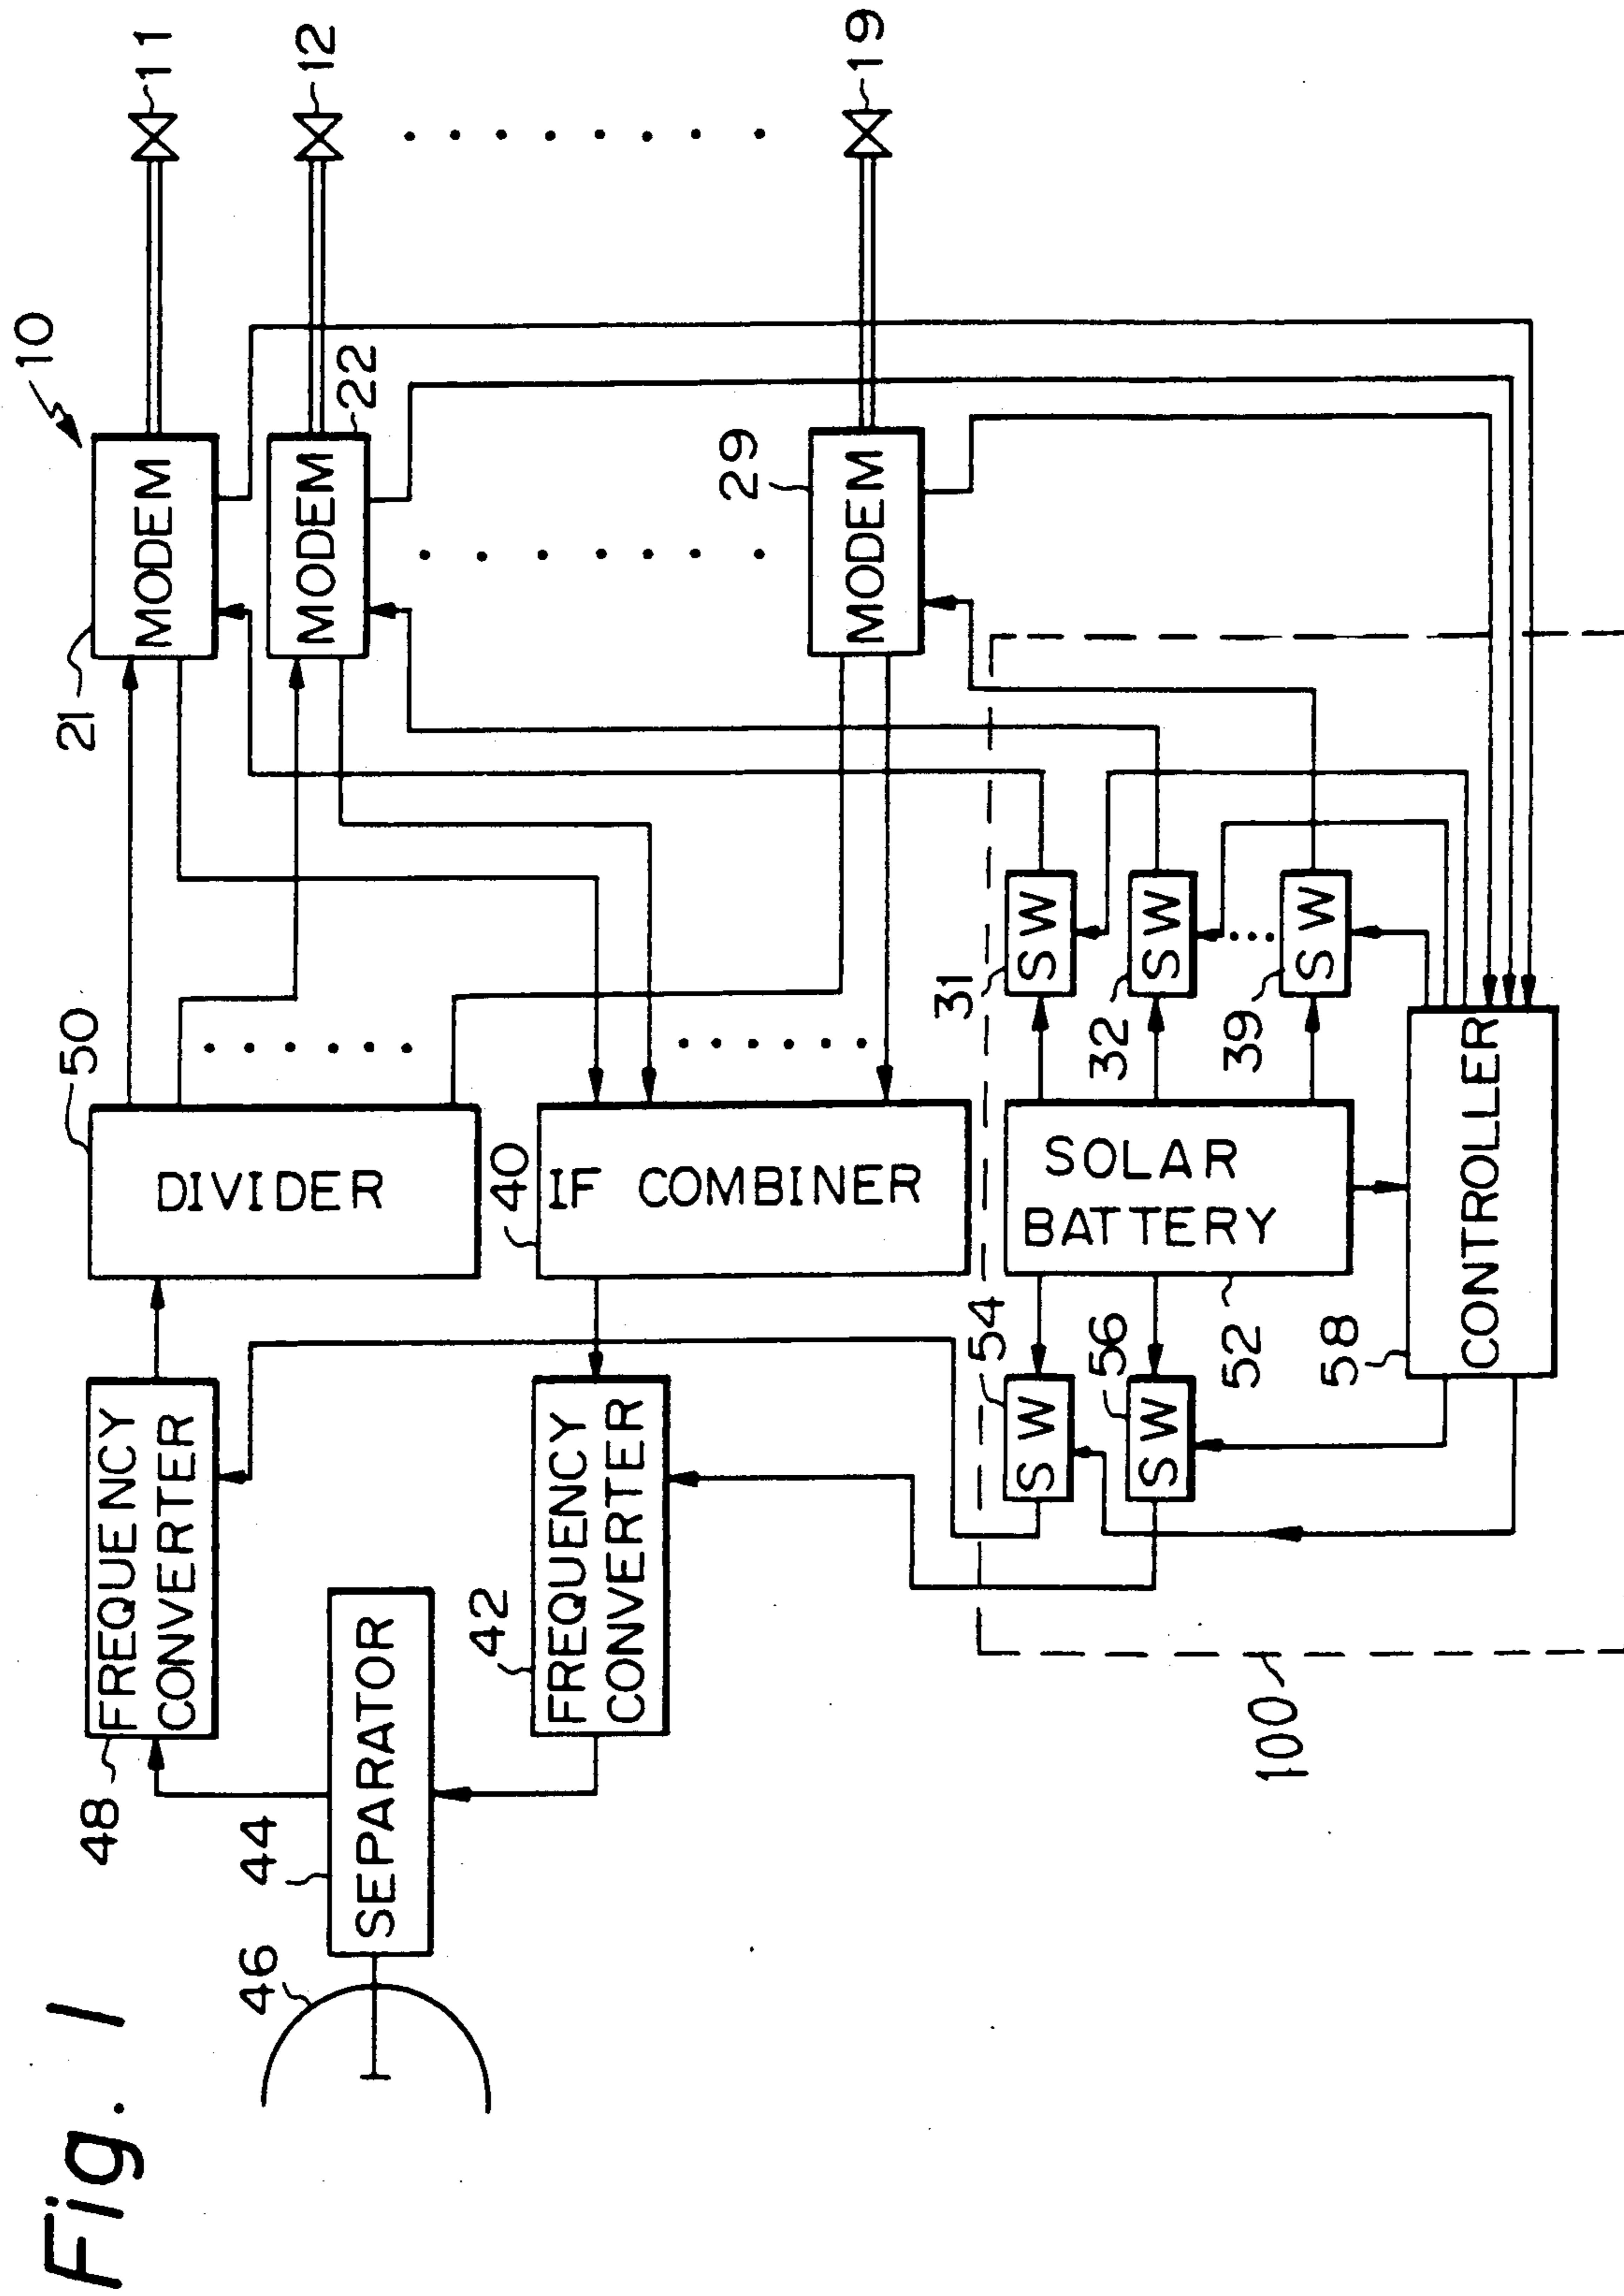 Fig. 1
10
48
FREQUENCY
CONVERTER
50
DIVIDER
21
MODEM
11
46
44
SEPARATOR
22
MODEM
12
42
FREQUENCY
CONVERTER
40
IF COMBINER
29
MODEM
19
100
54
SW
56
SW
52
SOLAR
BATTERY
31
SW
32
SW
39
SW
58
CONTROLLER